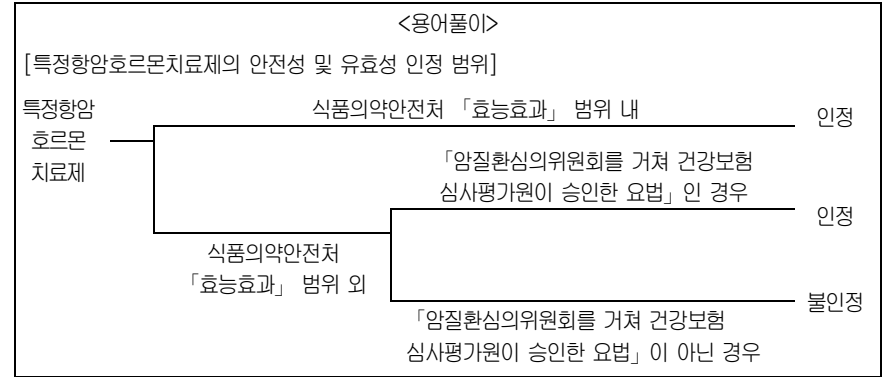 <용어풀이>
[특정항암호르몬치료제의 안전성 및 유효성 인정 범위]
특정항암
호르몬
치료제
식품의약안전처 「효능효과」 범위 내
인정
「암질환심의위원회를 거쳐 건강보험
심사평가원이 승인한 요법」인 경우
인정
식품의약안전처
「효능효과」 범위 외
불인정
「암질환심의위원회를 거쳐 건강보험
심사평가원이 승인한 요법」이 아닌 경우